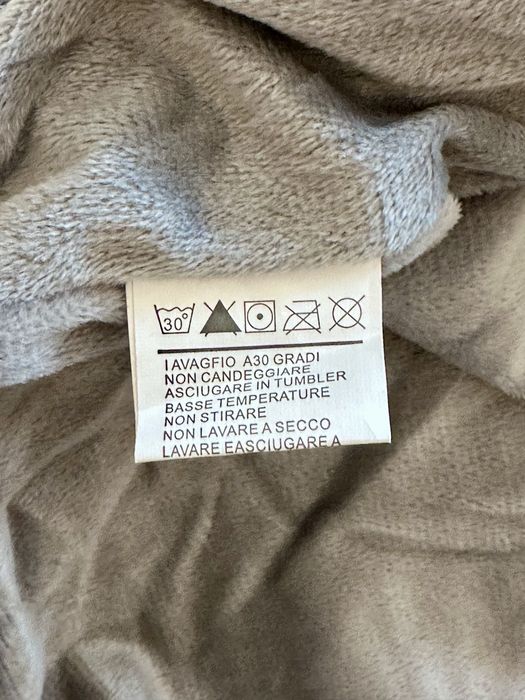 30°
IAVAGFIO A30 GRADI
NON CANDEGGIARE
ASCIUGARE IN TUMBLER
BASSE TEMPERATURE
NON STIRARE
NON LAVARE A SECCO
LAVARE EASCIUGARE A